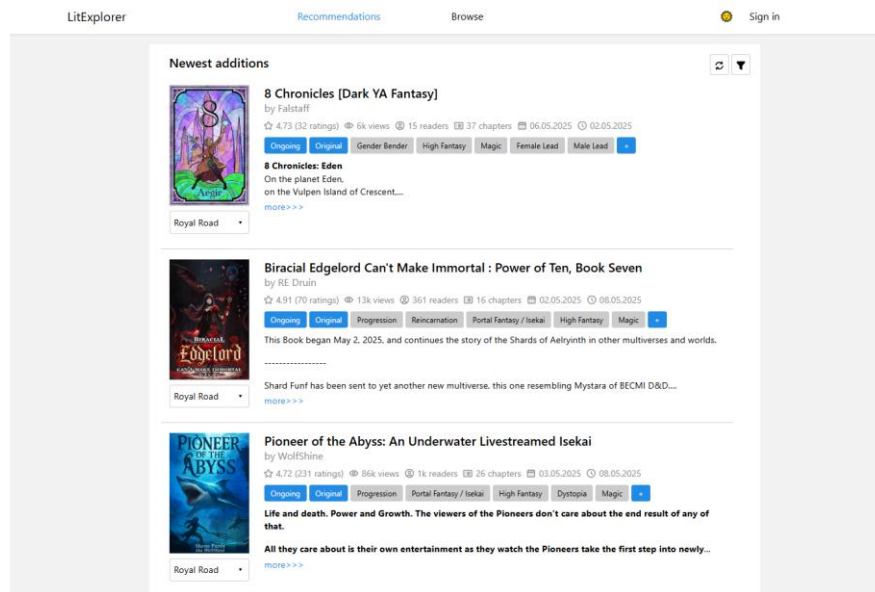 LitExplorer Recommendations Browse Sign in
Newest additions
8
Aegir
8 Chronicles [Dark YA Fantasy]
by Falstaff
4,73 (32 ratings) 6k views 15 readers 37 chapters 06.05.2025 02.05.2025
Ongoing Original Gender Bender High Fantasy Magic Female Lead Male Lead +
8 Chronicles: Eden
On the planet Eden,
on the Vulpen Island of Crescent,...
more>>>
Royal Road
BIRACIAL
Edgelord
CAN'T MAKE IMMORTAL
Biracial Edgelord Can't Make Immortal : Power of Ten, Book Seven
by RE Druin
4,91 (70 ratings) 13k views 361 readers 16 chapters 02.05.2025 08.05.2025
Ongoing Original Progression Reincarnation Portal Fantasy / Isekai High Fantasy Magic +
This Book began May 2, 2025, and continues the story of the Shards of Aelryinth in other multiverses and worlds.
-----------------
Shard Funf has been sent to yet another new multiverse, this one resembling Mystara of BECMI D&D....
more>>>
Royal Road
PIONEER
OF THE
ABYSS
Pioneer of the Abyss: An Underwater Livestreamed Isekai
by WolfShine
4,72 (231 ratings) 86k views 1k readers 26 chapters 03.05.2025 08.05.2025
Ongoing Original Progression Portal Fantasy / Isekai High Fantasy Dystopia Magic +
Life and death. Power and Growth. The viewers of the Pioneers don't care about the end result of any of
that.
All they care about is their own entertainment as they watch the Pioneers take the first step into newly...
more>>>
Royal Road